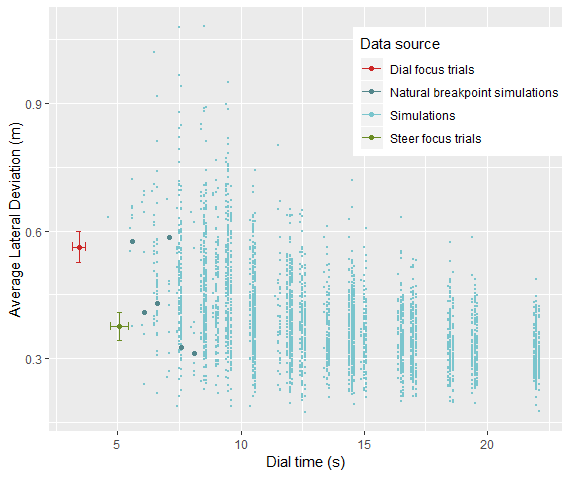 Data source
Dial focus trials
Natural breakpoint simulations
Simulations
Steer focus trials
0.9
0.6
0.3
Average Lateral Deviation (m)
5 10 15 20
Dial time (s)